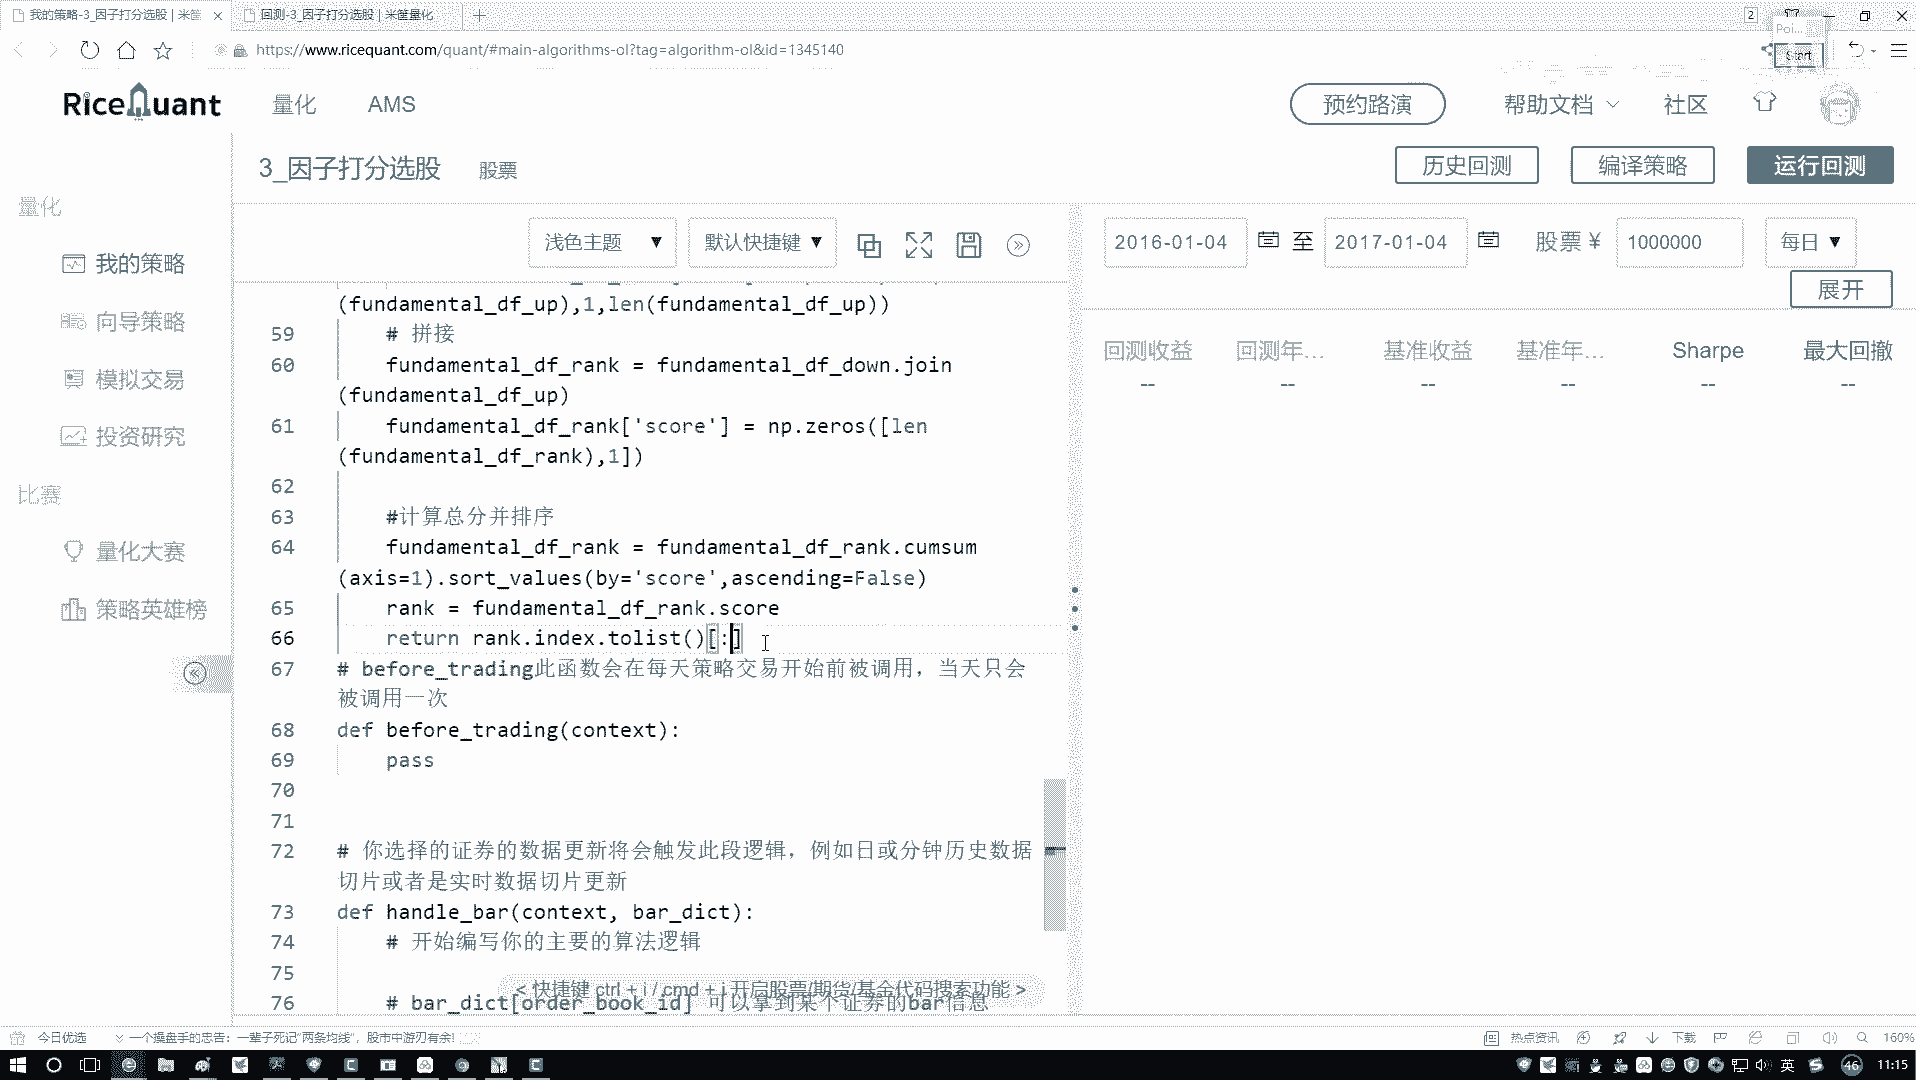 我的策略-3_因子打分选股 | 米筐
回测-3_因子打分选股 | 米筐量化
2
https://www.ricequant.com/quant/#main-algorithms-ol?tag=algorithm-ol&id=1345140
Poi...
Start
RiceQuant
量化
AMS
预约路演
帮助文档
社区
3_因子打分选股
股票
历史回测
编译策略
运行回测
量化
我的策略
向导策略
模拟交易
投资研究
比赛
量化大赛
策略英雄榜
浅色主题 ▼
默认快捷键 ▼
2016-01-04 至 2017-01-04 股票 ¥ 1000000 每日 ▼
展开
回测收益 回测年... 基准收益 基准年... Sharpe 最大回撤
-- -- -- -- -- --
(fundamental_df_up),1,len(fundamental_df_up))
59 # 拼接
60 fundamental_df_rank = fundamental_df_down.join
(fundamental_df_up)
61 fundamental_df_rank['score'] = np.zeros([len
(fundamental_df_rank),1])
62
63 #计算总分并排序
64 fundamental_df_rank = fundamental_df_rank.cumsum
(axis=1).sort_values(by='score',ascending=False)
65 rank = fundamental_df_rank.score
66 return rank.index.tolist()[:]
67 # before_trading此函数会在每天策略交易开始前被调用，当天只会
被调用一次
68 def before_trading(context):
69 pass
70
71
72 # 你选择的证券的数据更新将会触发此段逻辑，例如日或分钟历史数据
切片或者是实时数据切片更新
73 def handle_bar(context, bar_dict):
74 # 开始编写你的主要的算法逻辑
75
76 # bar_dict[order_book_id] 可以拿到某个证券的bar信息
< 快捷键 ctrl + i / cmd + i 开启股票/期货/基金代码搜索功能 >
今日优选
一个操盘手的忠告：一辈子死记"两条均线"，股市中游刃有余!
热点资讯
下载
160%
英
46
11:15